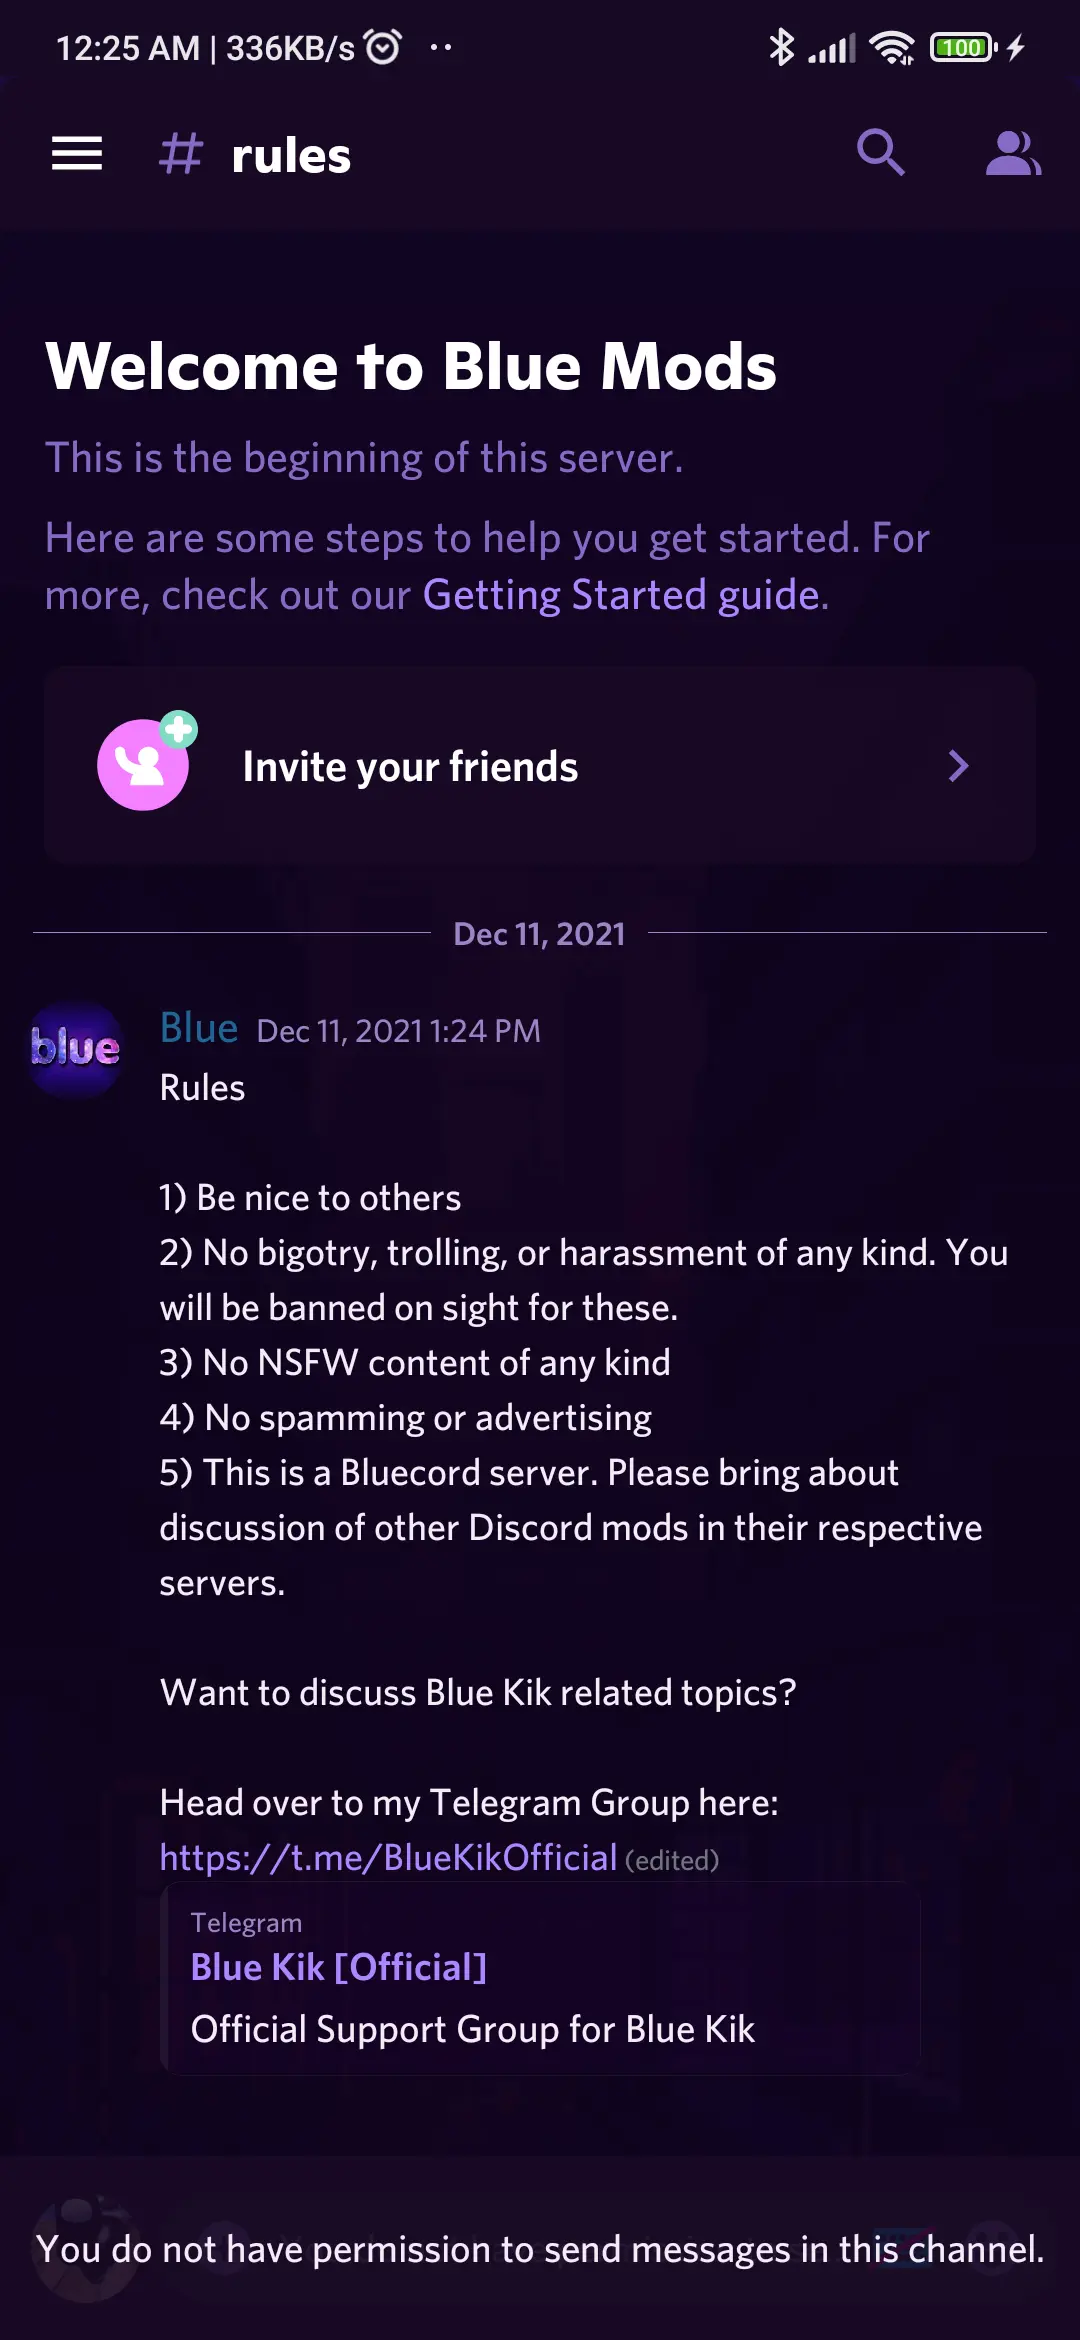 12:25 AM | 336KB/s
100
# rules
Welcome to Blue Mods
This is the beginning of this server.
Here are some steps to help you get started. For
more, check out our Getting Started guide.
Invite your friends
Dec 11, 2021
blue
Blue Dec 11, 2021 1:24 PM
Rules
1) Be nice to others
2) No bigotry, trolling, or harassment of any kind. You
will be banned on sight for these.
3) No NSFW content of any kind
4) No spamming or advertising
5) This is a Bluecord server. Please bring about
discussion of other Discord mods in their respective
servers.
Want to discuss Blue Kik related topics?
Head over to my Telegram Group here:
https://t.me/BlueKikOfficial (edited)
Telegram
Blue Kik [Official]
Official Support Group for Blue Kik
You do not have permission to send messages in this channel.